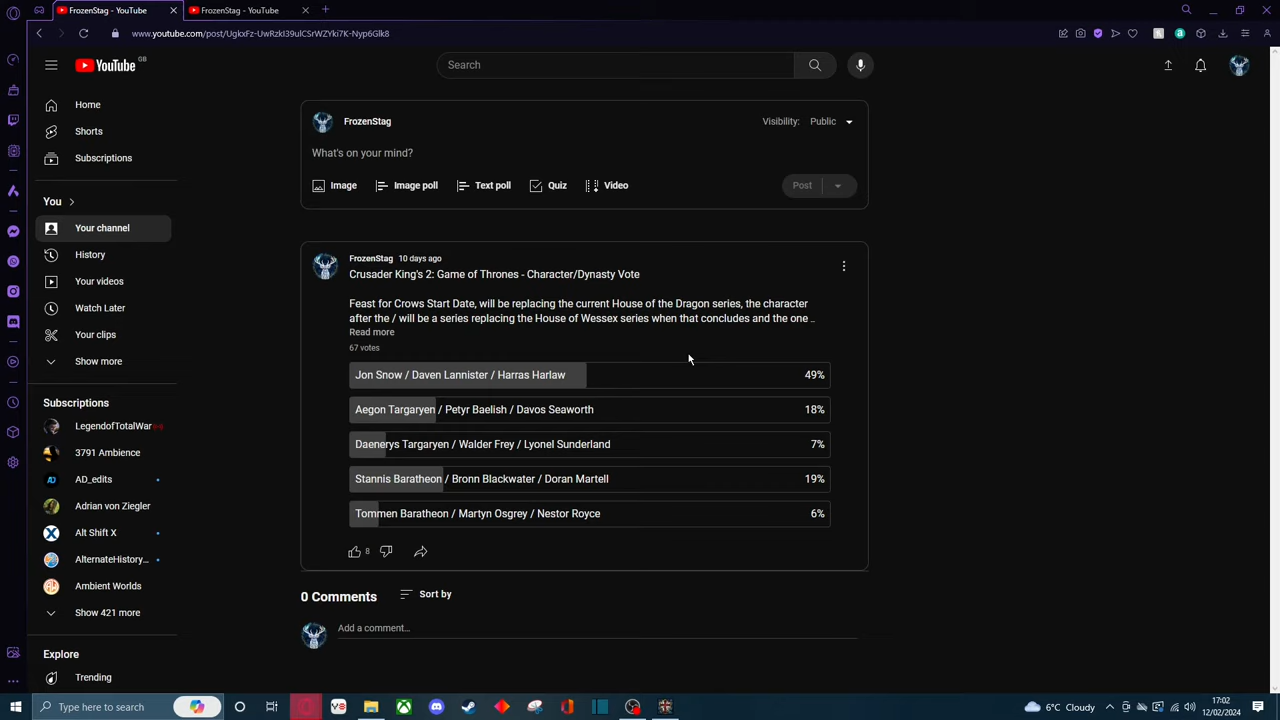 FrozenStag - YouTube
FrozenStag - YouTube
www.youtube.com/post/UgkxFz-UwRzkI39ulCSrWZYki7K-Nyp6Glk8
YouTube GB
Search
Home
Shorts
Subscriptions
You
Your channel
History
Your videos
Watch Later
Your clips
Show more
Subscriptions
LegendofTotalWar
3791 Ambience
AD_edits
Adrian von Ziegler
Alt Shift X
AlternateHistory...
Ambient Worlds
Show 421 more
Explore
Trending
FrozenStag
Visibility: Public
What's on your mind?
Image
Image poll
Text poll
Quiz
Video
Post
FrozenStag 10 days ago
Crusader King's 2: Game of Thrones - Character/Dynasty Vote
Feast for Crows Start Date, will be replacing the current House of the Dragon series, the character
after the / will be a series replacing the House of Wessex series when that concludes and the one ...
Read more
67 votes
Jon Snow / Daven Lannister / Harras Harlaw 49%
Aegon Targaryen / Petyr Baelish / Davos Seaworth 18%
Daenerys Targaryen / Walder Frey / Lyonel Sunderland 7%
Stannis Baratheon / Bronn Blackwater / Doran Martell 19%
Tommen Baratheon / Martyn Osgrey / Nestor Royce 6%
8
0 Comments
Sort by
Add a comment...
Type here to search
6°C Cloudy
17:02
12/02/2024